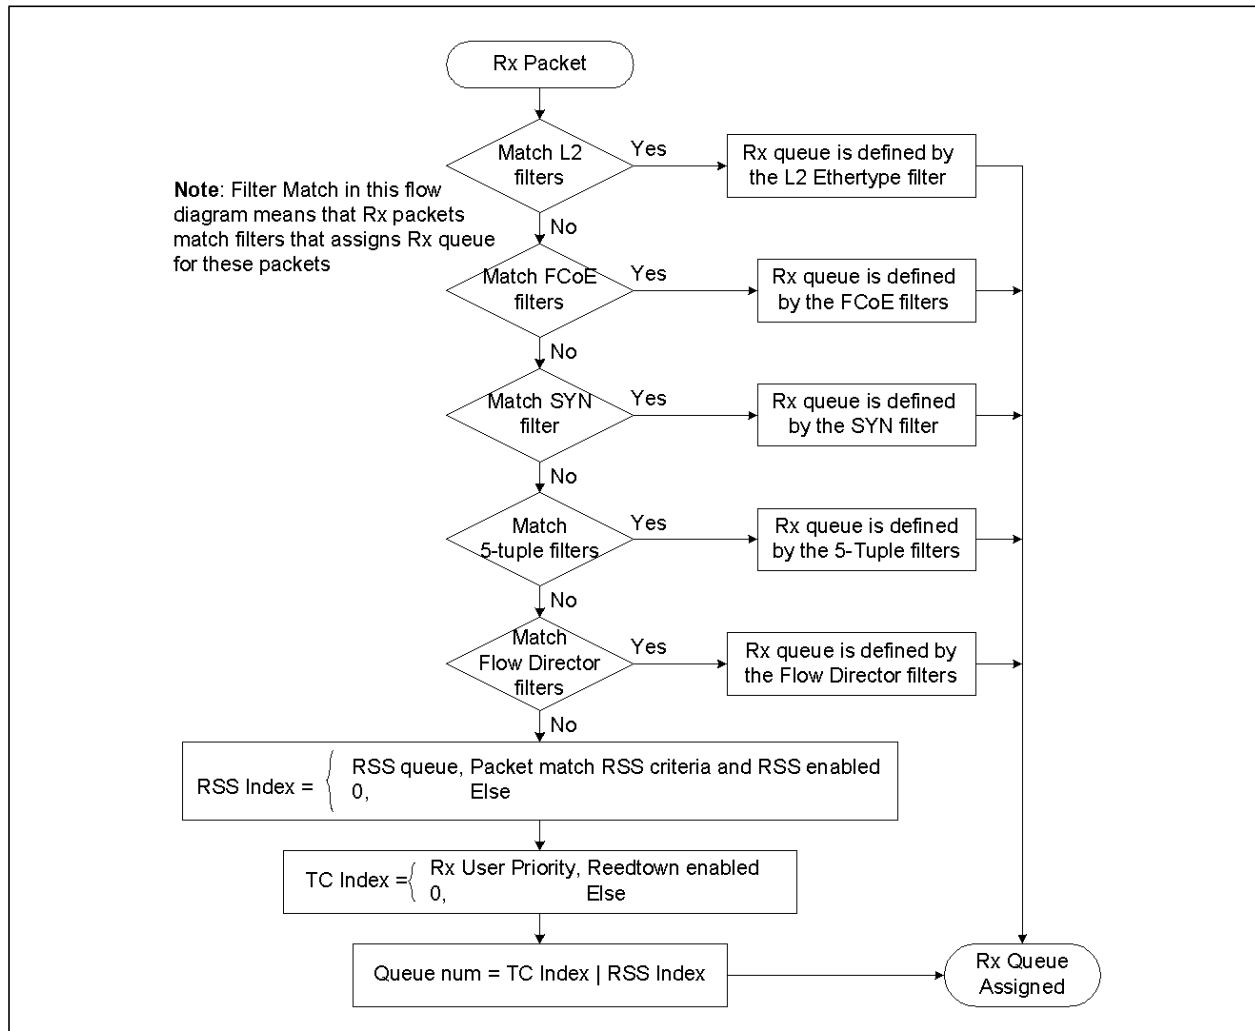 Rx Packet
Match L2
filters
Yes
Rx queue is defined by
the L2 Ethertype filter
Note: Filter Match in this flow
diagram means that Rx packets
match filters that assigns Rx queue
for these packets
No
Match FCoE
filters
Yes
Rx queue is defined
by the FCoE filters
No
Match SYN
filter
Yes
Rx queue is defined
by the SYN filter
No
Match
5-tuple filters
Yes
Rx queue is defined
by the 5-Tuple filters
No
Match
Flow Director
filters
Yes
Rx queue is defined by
the Flow Director filters
No
RSS Index = { RSS queue, Packet match RSS criteria and RSS enabled
0, Else
TC Index = { Rx User Priority, Reedtown enabled
0, Else
Queue num = TC Index | RSS Index
Rx Queue
Assigned